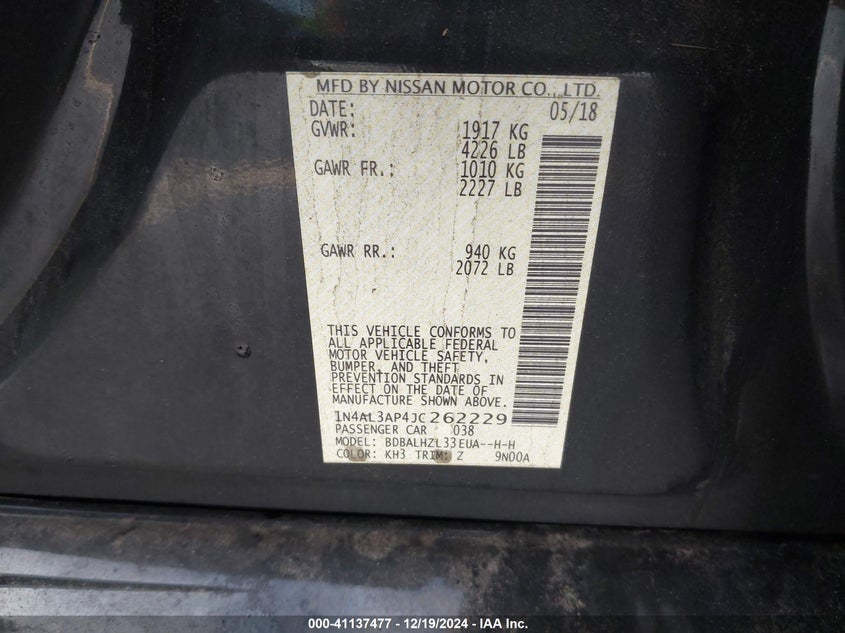 MFD BY NISSAN MOTOR CO., LTD.
DATE: 05/18
GVWR: 1917 KG
4226 LB
GAWR FR.: 1010 KG
2227 LB
GAWR RR.: 940 KG
2072 LB
THIS VEHICLE CONFORMS TO
ALL APPLICABLE FEDERAL
MOTOR VEHICLE SAFETY,
BUMPER, AND THEFT
PREVENTION STANDARDS IN
EFFECT ON THE DATE OF
MANUFACTURE SHOWN ABOVE.
1N4AL3AP4JC262229
PASSENGER CAR 038
MODEL: BDBALHZL33EUA--H-H
COLOR: KH3 TRIM: Z 9N00A
000-41137477 - 12/19/2024 - IAA Inc.